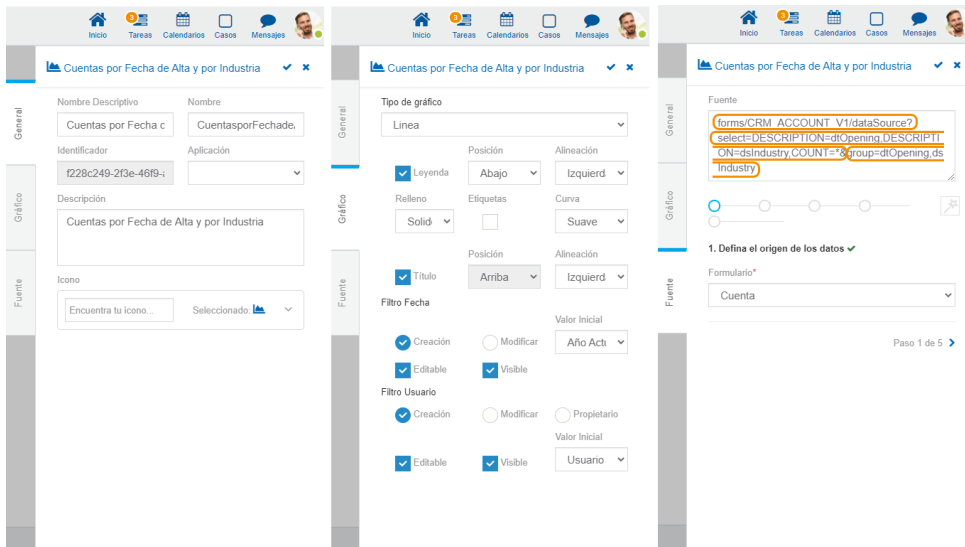 3
Inicio Tareas Calendarios Casos Mensajes
Cuentas por Fecha de Alta y por Industria
General
Gráfico
Fuente
Nombre Descriptivo Nombre
Cuentas por Fecha c CuentasporFechade
Identificador Aplicación
f228c249-2f3e-46f9-a
Descripción
Cuentas por Fecha de Alta y por Industria
Icono
Encuentra tu icono... Seleccionado:
3
Inicio Tareas Calendarios Casos Mensajes
Cuentas por Fecha de Alta y por Industria
General
Gráfico
Fuente
Tipo de gráfico
Linea
Posición Alineación
Leyenda Abajo Izquierd
Relleno Etiquetas Curva
Solid Suave
Posición Alineación
Título Arriba Izquierd
Filtro Fecha
Valor Inicial
Creación Modificar Año Actu
Editable Visible
Filtro Usuario
Creación Modificar Propietario
Valor Inicial
Editable Visible Usuario
3
Inicio Tareas Calendarios Casos Mensajes
Cuentas por Fecha de Alta y por Industria
General
Gráfico
Fuente
Fuente
forms/CRM_ACCOUNT_V1/dataSource?
select=DESCRIPTION=dtOpening,DESCRIPTI
ON=dsIndustry,COUNT=*&group=dtOpening,ds
Industry
1. Defina el origen de los datos
Formulario*
Cuenta
Paso 1 de 5